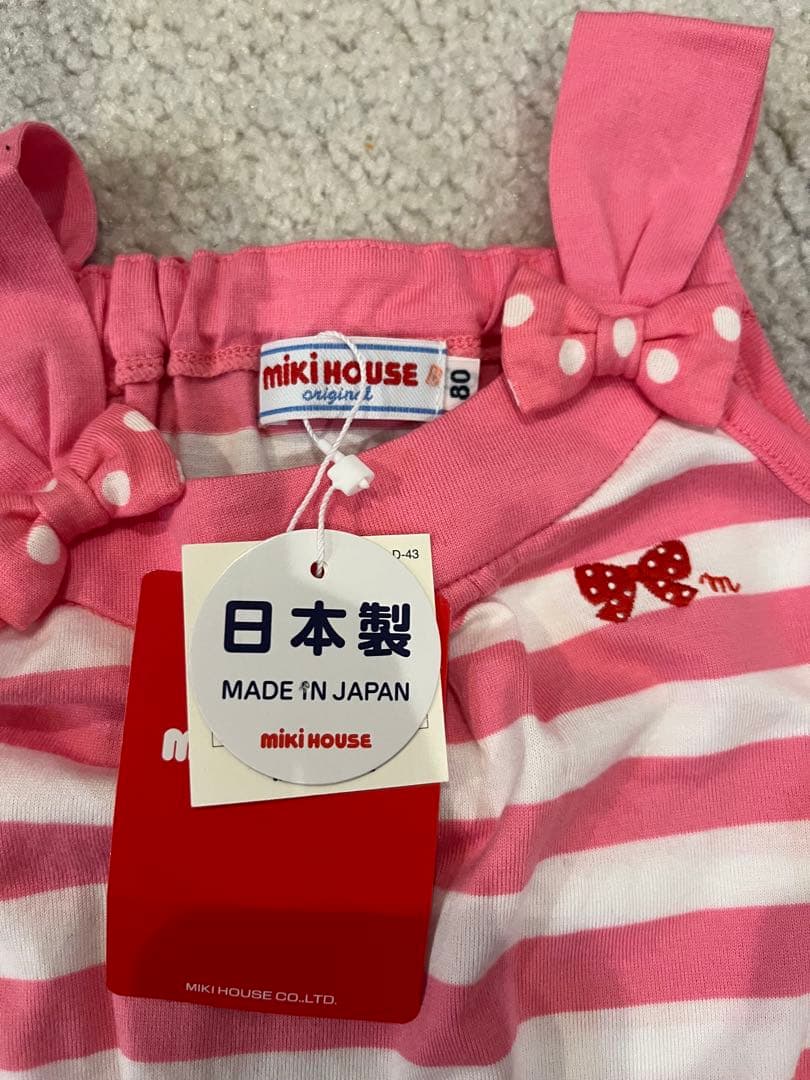 miKi HOUSE
original
80
D-43
日本製
MADE IN JAPAN
miKi HOUSE
m
MIKI HOUSE CO.,LTD.
m